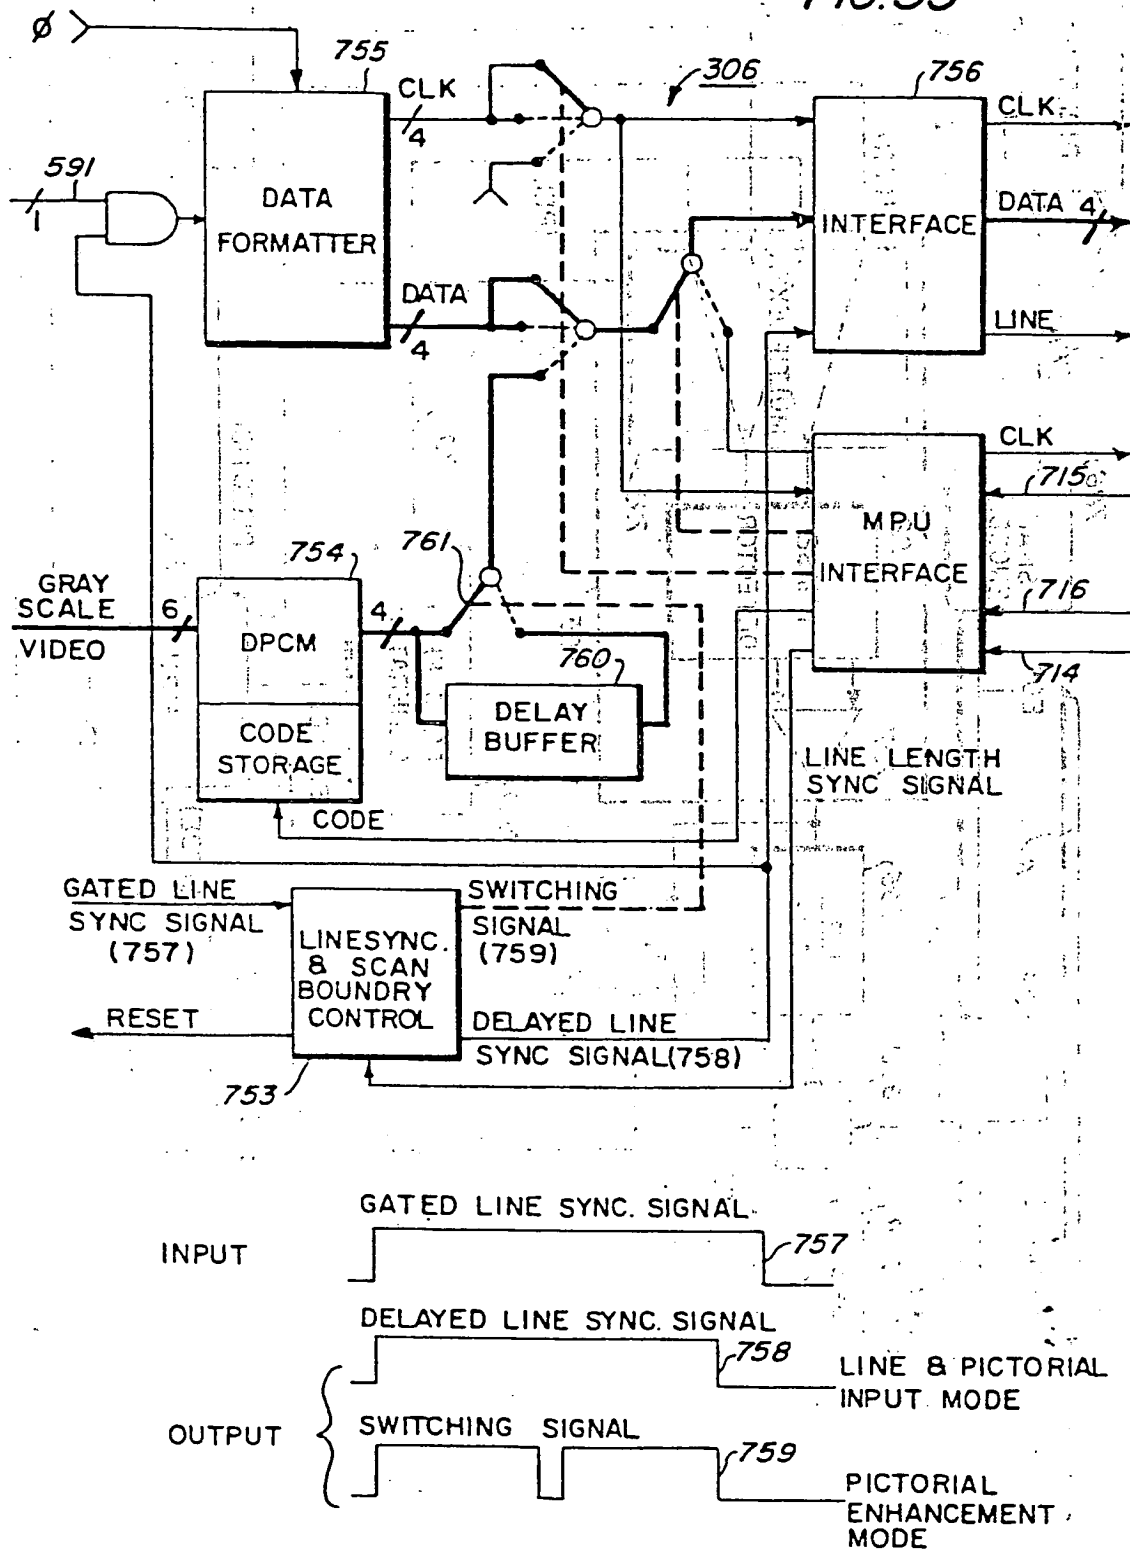 FIG. 55
φ
755
CLK
4
306
756
CLK
591
1
DATA
FORMATTER
DATA 4
INTERFACE
DATA
4
LINE
CLK
715
MPU
INTERFACE
754
761
GRAY
SCALE
VIDEO
6
DPCM
4
716
760
714
DELAY
BUFFER
CODE
STORAGE
LINE LENGTH
SYNC SIGNAL
CODE
GATED LINE
SYNC SIGNAL
(757)
SWITCHING
SIGNAL
(759)
LINESYNC.
& SCAN
BOUNDRY
CONTROL
RESET
DELAYED LINE
SYNC SIGNAL(758)
753
GATED LINE SYNC. SIGNAL
INPUT
757
DELAYED LINE SYNC. SIGNAL
758
LINE & PICTORIAL
INPUT MODE
OUTPUT
SWITCHING SIGNAL
759
PICTORIAL
ENHANCEMENT
MODE